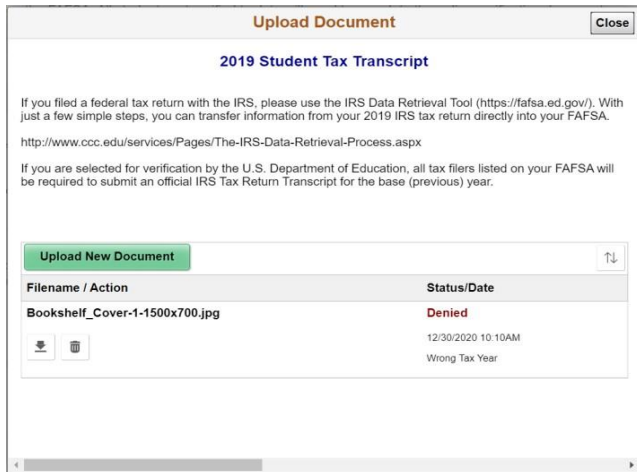 Upload Document
Close
2019 Student Tax Transcript
If you filed a federal tax return with the IRS, please use the IRS Data Retrieval Tool (https://fafsa.ed.gov/). With
just a few simple steps, you can transfer information from your 2019 IRS tax return directly into your FAFSA.
http://www.ccc.edu/services/Pages/The-IRS-Data-Retrieval-Process.aspx
If you are selected for verification by the U.S. Department of Education, all tax filers listed on your FAFSA will
be required to submit an official IRS Tax Return Transcript for the base (previous) year.
Upload New Document
Filename / Action Status/Date
Bookshelf_Cover-1-1500x700.jpg Denied
12/30/2020 10:10AM
Wrong Tax Year